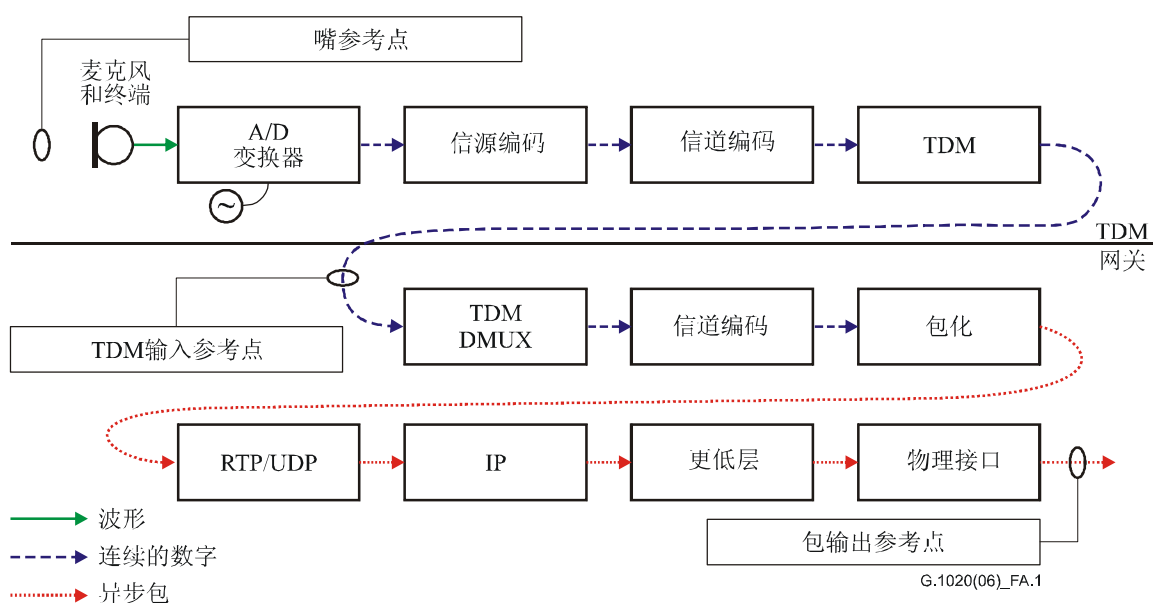 嘴参考点
麦克风
和终端
A/D
变换器
信源编码
信道编码
TDM
~
TDM
网关
TDM
DMUX
信道编码
包化
TDM输入参考点
RTP/UDP
IP
更低层
物理接口
波形
连续的数字
异步包
包输出参考点
G.1020(06)_FA.1